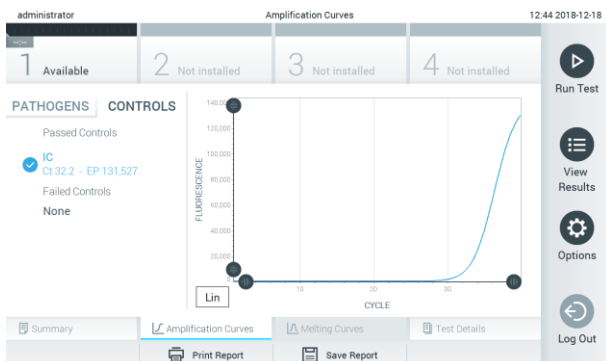 administrator
Amplification Curves
12:44 2018-12-18
1 Available
2 Not installed
3 Not installed
4 Not installed
Run Test
View Results
Options
Log Out
PATHOGENS
CONTROLS
Passed Controls
IC
Ct 32.2 - EP 131,527
Failed Controls
None
FLUORESCENCE
120,000
100,000
80,000
60,000
40,000
20,000
0
10
20
30
CYCLE
Lin
Summary
Amplification Curves
Melting Curves
Test Details
Print Report
Save Report